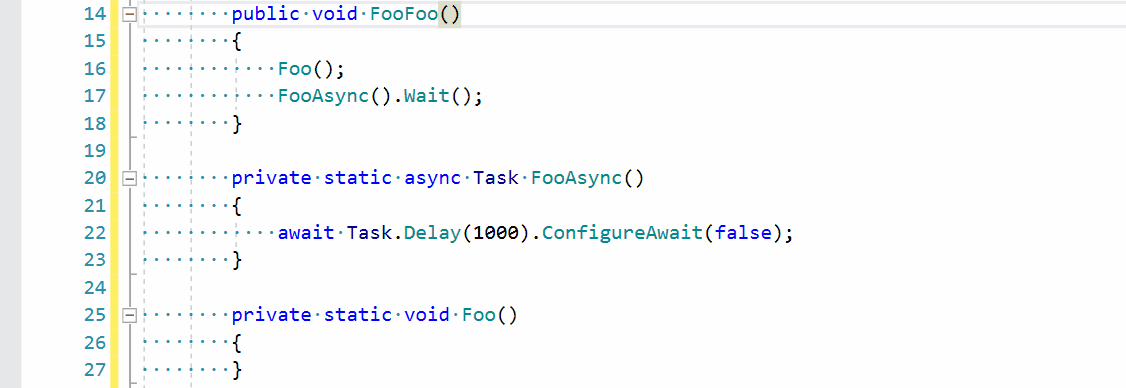 14 public void FooFoo()
15 {
16 Foo();
17 FooAsync().Wait();
18 }
19
20 private static async Task FooAsync()
21 {
22 await Task.Delay(1000).ConfigureAwait(false);
23 }
24
25 private static void Foo()
26 {
27 }